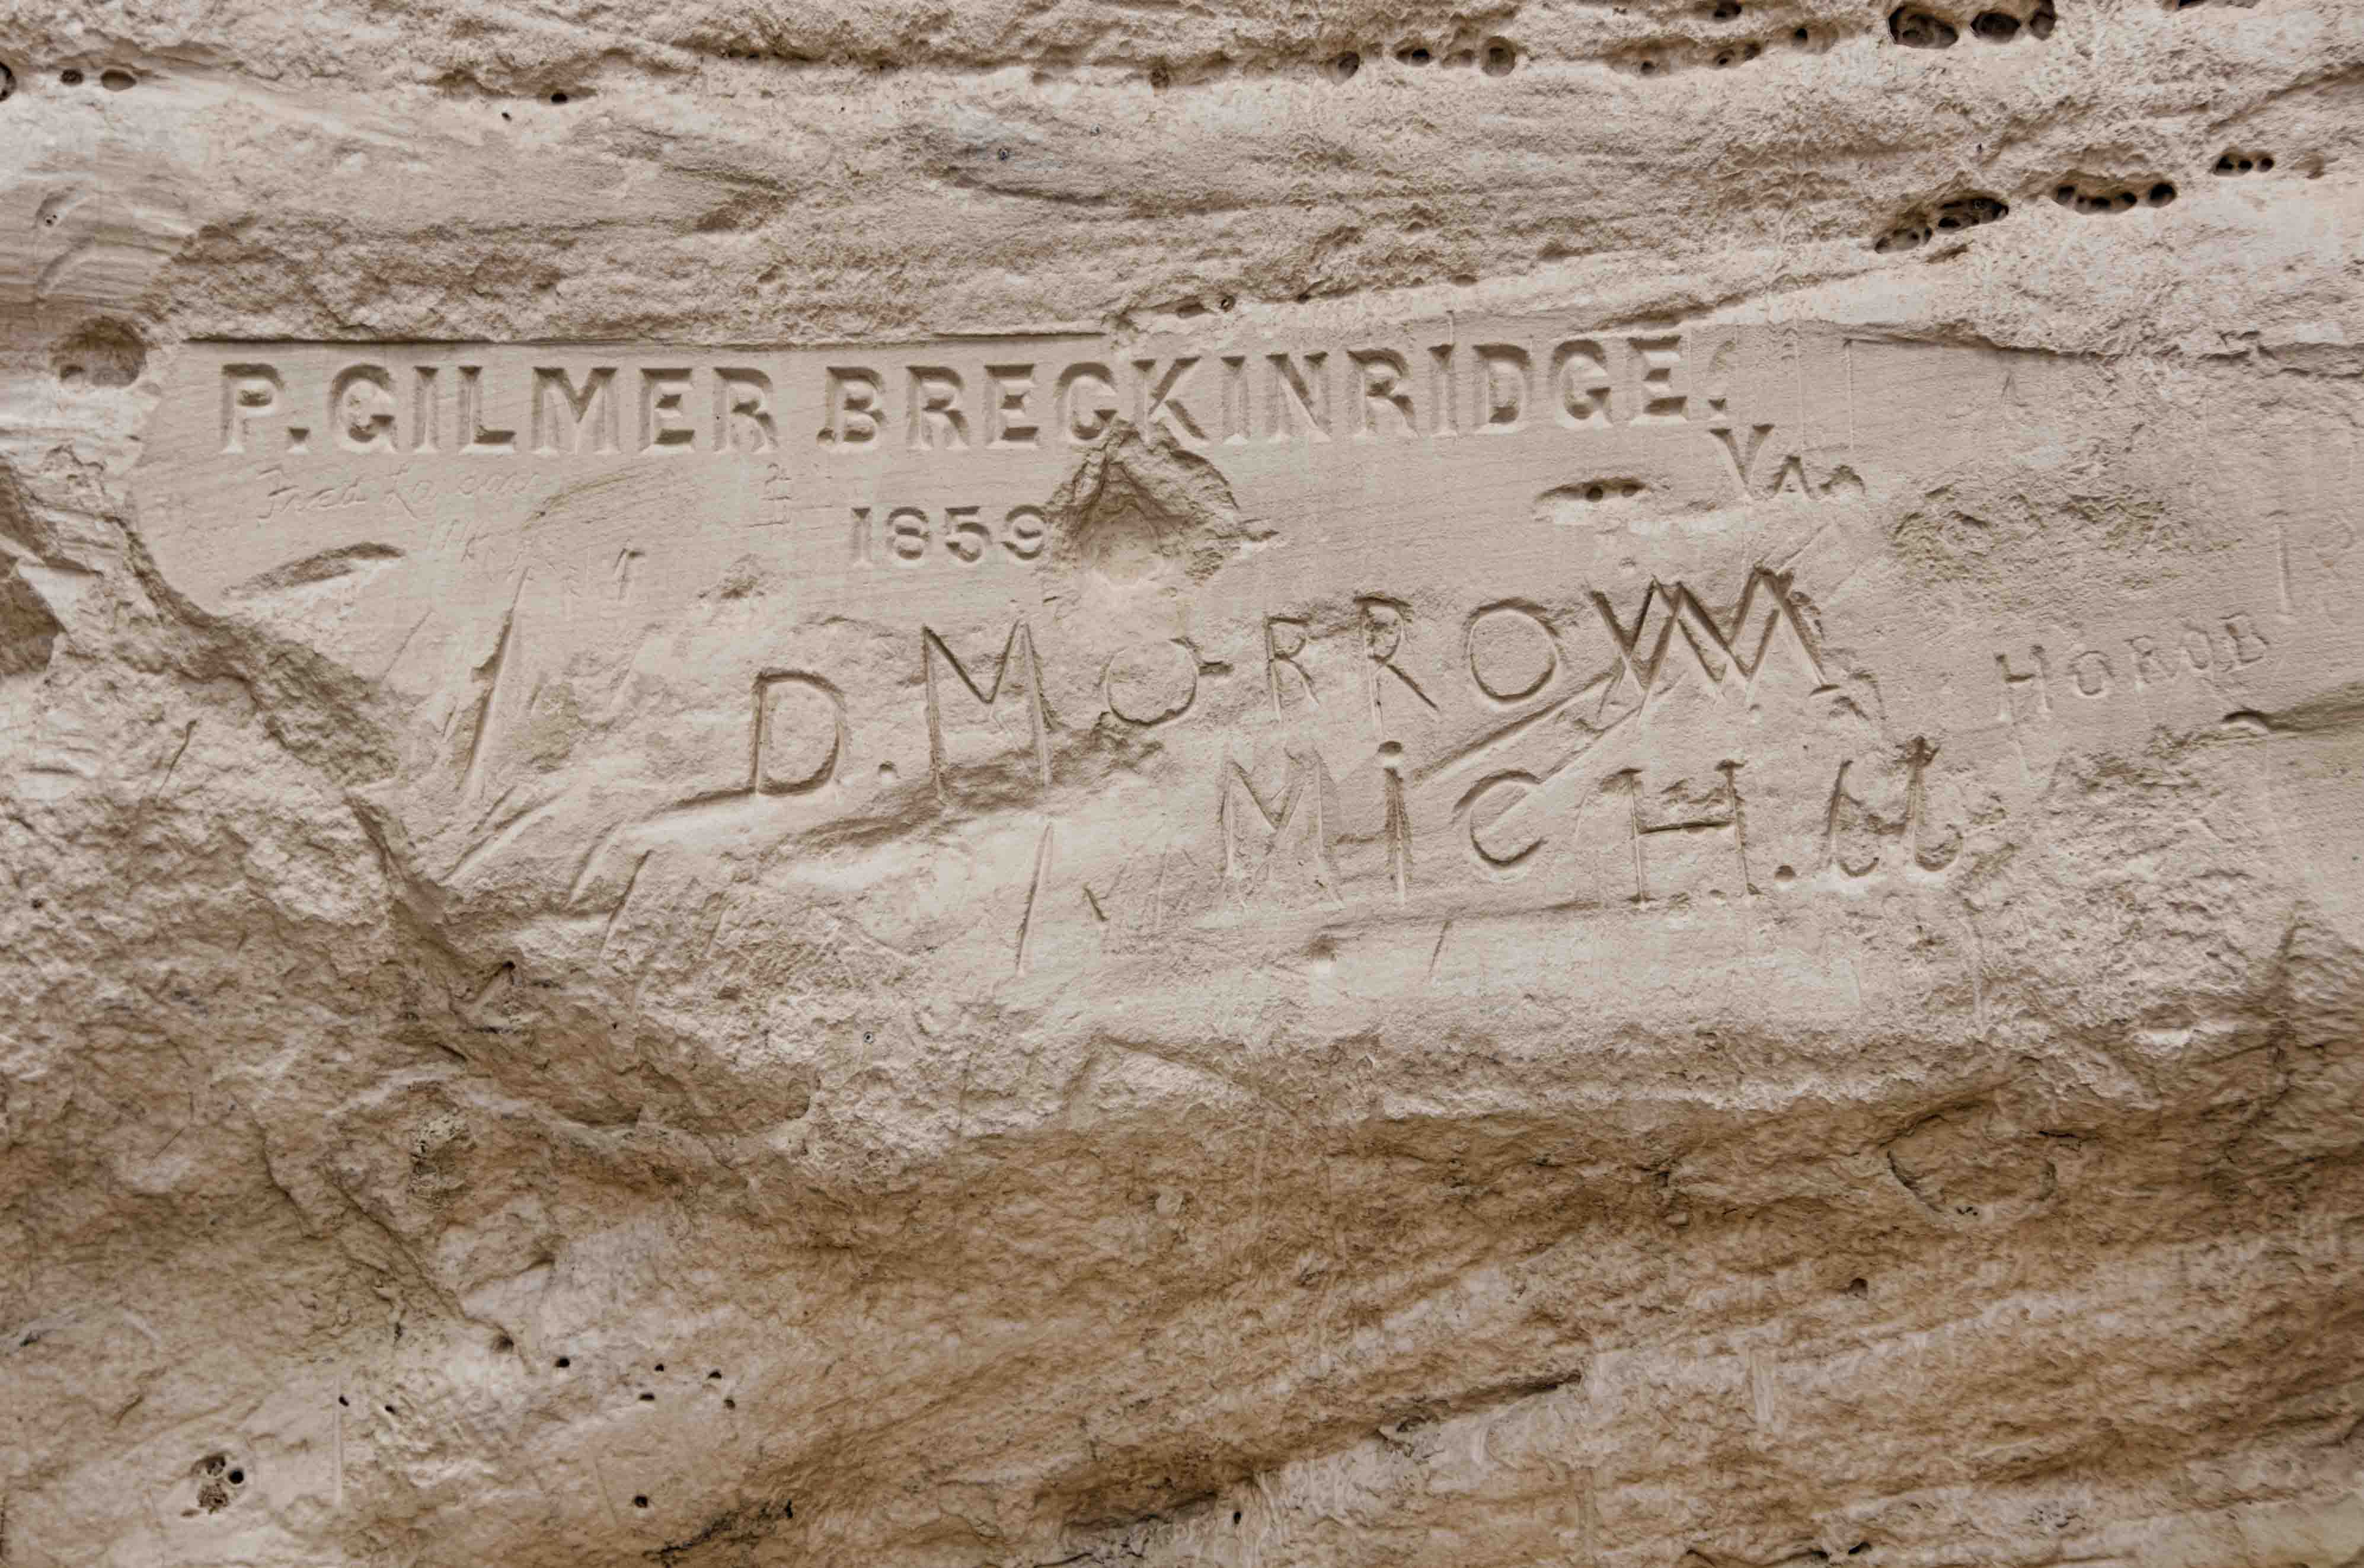 P. GILMER BRECKINRIDGE.
Va
1859
D. MORROW
MiCH.